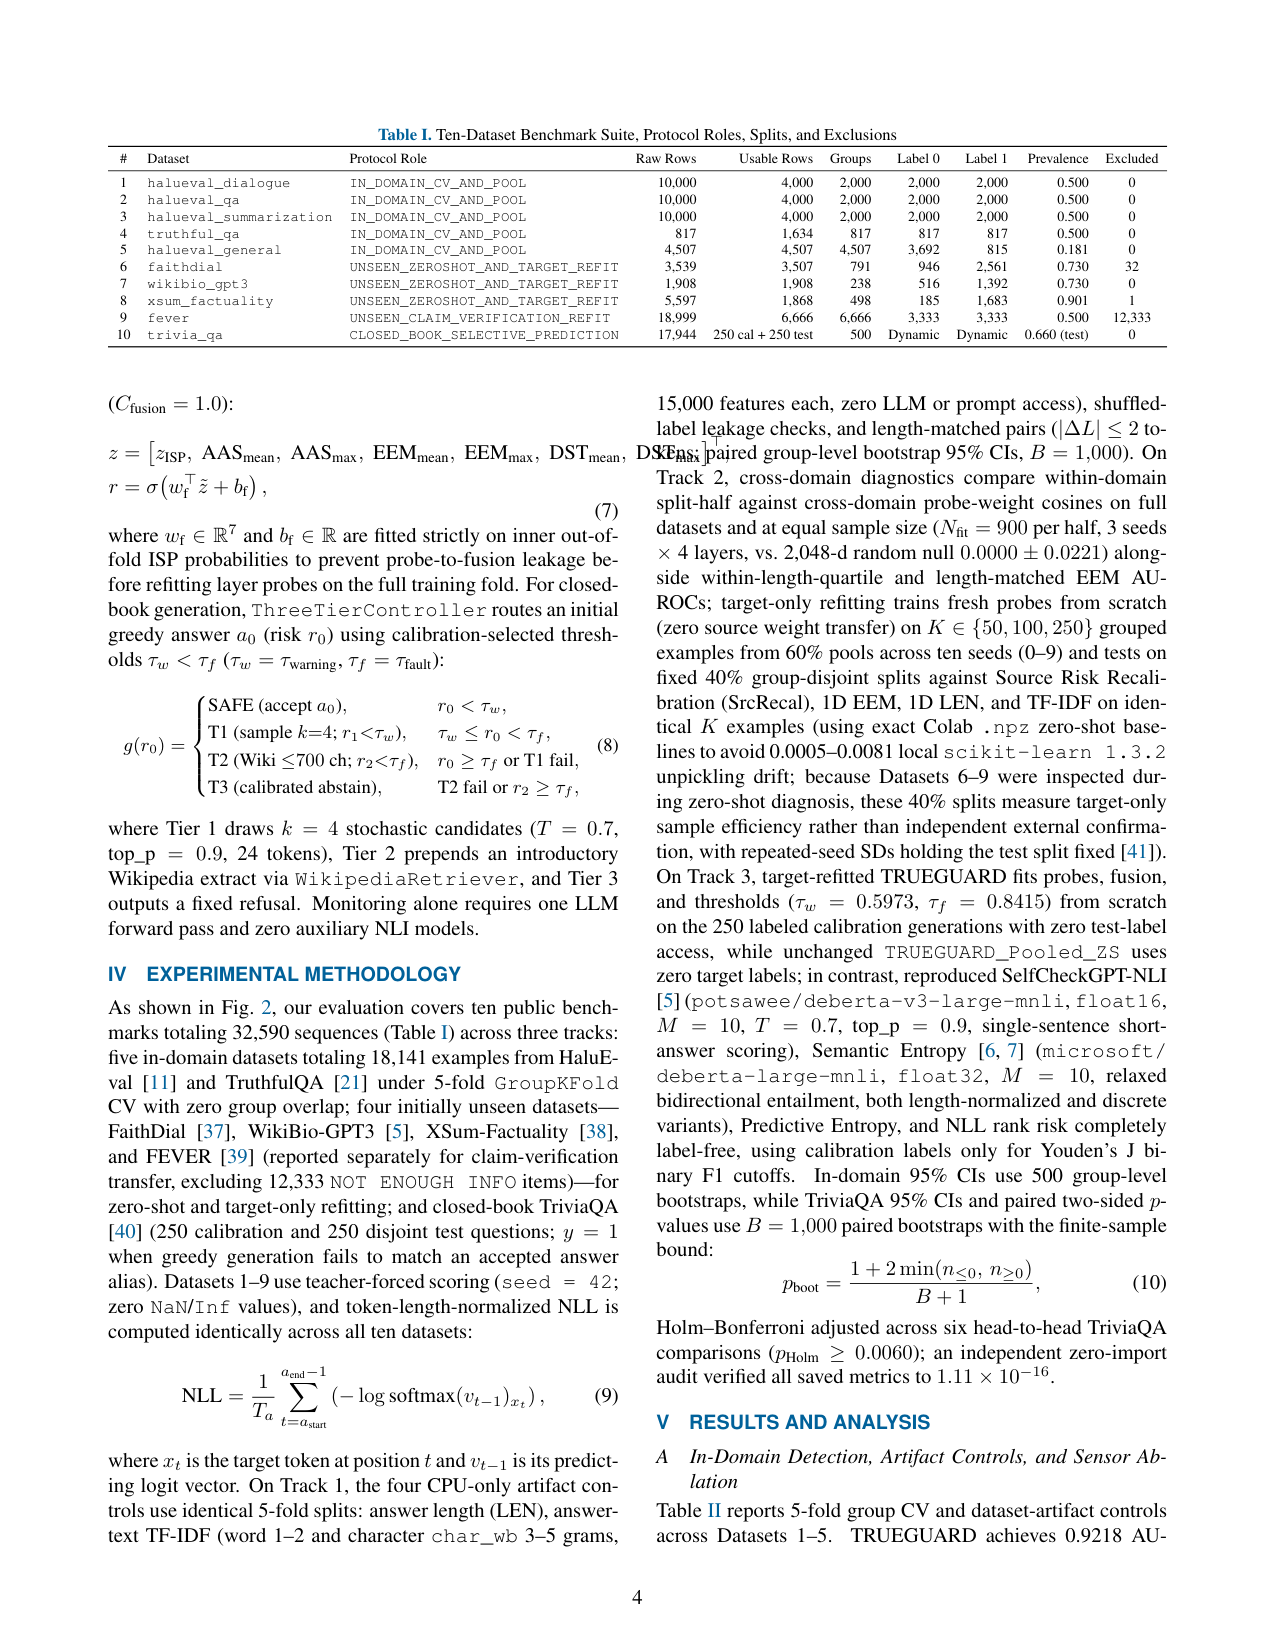 Table I. Ten-Dataset Benchmark Suite, Protocol Roles, Splits, and Exclusions
# Dataset Protocol Role Raw Rows Usable Rows Groups Label 0 Label 1 Prevalence Excluded
1 halueval_dialogue IN_DOMAIN_CV_AND_POOL 10,000 4,000 2,000 2,000 2,000 0.500 0
2 halueval_qa IN_DOMAIN_CV_AND_POOL 10,000 4,000 2,000 2,000 2,000 0.500 0
3 halueval_summarization IN_DOMAIN_CV_AND_POOL 10,000 4,000 2,000 2,000 2,000 0.500 0
4 truthful_qa IN_DOMAIN_CV_AND_POOL 817 1,634 817 817 817 0.500 0
5 halueval_general IN_DOMAIN_CV_AND_POOL 4,507 4,507 4,507 3,692 815 0.181 0
6 faithdial UNSEEN_ZEROSHOT_AND_TARGET_REFIT 3,539 3,507 791 946 2,561 0.730 32
7 wikibio_gpt3 UNSEEN_ZEROSHOT_AND_TARGET_REFIT 1,908 1,908 238 516 1,392 0.730 0
8 xsum_factuality UNSEEN_ZEROSHOT_AND_TARGET_REFIT 5,597 1,868 498 185 1,683 0.901 1
9 fever UNSEEN_CLAIM_VERIFICATION_REFIT 18,999 6,666 6,666 3,333 3,333 0.500 12,333
10 trivia_qa CLOSED_BOOK_SELECTIVE_PREDICTION 17,944 250 cal + 250 test 500 Dynamic Dynamic 0.660 (test) 0
(C_fusion = 1.0):
z = [z_ISP, AAS_mean, AAS_max, EEM_mean, EEM_max, DST_mean, DST_max]^⊤,
r = σ(w_f^⊤ z̃ + b_f),
(7)
where w_f ∈ ℝ^7 and b_f ∈ ℝ are fitted strictly on inner out-of-
fold ISP probabilities to prevent probe-to-fusion leakage be-
fore refitting layer probes on the full training fold. For closed-
book generation, ThreeTierController routes an initial
greedy answer a_0 (risk r_0) using calibration-selected thresh-
olds τ_w < τ_f (τ_w = τ_warning, τ_f = τ_fault):
g(r_0) = { SAFE (accept a_0), r_0 < τ_w,
T1 (sample k=4; r_1<τ_w), τ_w ≤ r_0 < τ_f,
T2 (Wiki ≤700 ch; r_2<τ_f), r_0 ≥ τ_f or T1 fail, (8)
T3 (calibrated abstain), T2 fail or r_2 ≥ τ_f,
where Tier 1 draws k = 4 stochastic candidates (T = 0.7,
top_p = 0.9, 24 tokens), Tier 2 prepends an introductory
Wikipedia extract via WikipediaRetriever, and Tier 3
outputs a fixed refusal. Monitoring alone requires one LLM
forward pass and zero auxiliary NLI models.
IV EXPERIMENTAL METHODOLOGY
As shown in Fig. 2, our evaluation covers ten public bench-
marks totaling 32,590 sequences (Table I) across three tracks:
five in-domain datasets totaling 18,141 examples from HaluE-
val [11] and TruthfulQA [21] under 5-fold GroupKFold
CV with zero group overlap; four initially unseen datasets—
FaithDial [37], WikiBio-GPT3 [5], XSum-Factuality [38],
and FEVER [39] (reported separately for claim-verification
transfer, excluding 12,333 NOT ENOUGH INFO items)—for
zero-shot and target-only refitting; and closed-book TriviaQA
[40] (250 calibration and 250 disjoint test questions; y = 1
when greedy generation fails to match an accepted answer
alias). Datasets 1–9 use teacher-forced scoring (seed = 42;
zero NaN/Inf values), and token-length-normalized NLL is
computed identically across all ten datasets:
NLL = 1/T_a ∑_{t=a_start}^{a_end−1} (− log softmax(v_{t−1})_{x_t}), (9)
where x_t is the target token at position t and v_{t−1} is its predict-
ing logit vector. On Track 1, the four CPU-only artifact con-
trols use identical 5-fold splits: answer length (LEN), answer-
text TF-IDF (word 1–2 and character char_wb 3–5 grams,
15,000 features each, zero LLM or prompt access), shuffled-
label leakage checks, and length-matched pairs (|ΔL| ≤ 2 to-
kens; paired group-level bootstrap 95% CIs, B = 1,000). On
Track 2, cross-domain diagnostics compare within-domain
split-half against cross-domain probe-weight cosines on full
datasets and at equal sample size (N_fit = 900 per half, 3 seeds
× 4 layers, vs. 2,048-d random null 0.0000 ± 0.0221) along-
side within-length-quartile and length-matched EEM AU-
ROCs; target-only refitting trains fresh probes from scratch
(zero source weight transfer) on K ∈ {50, 100, 250} grouped
examples from 60% pools across ten seeds (0–9) and tests on
fixed 40% group-disjoint splits against Source Risk Recali-
bration (SrcRecal), 1D EEM, 1D LEN, and TF-IDF on iden-
tical K examples (using exact Colab .npz zero-shot base-
lines to avoid 0.0005–0.0081 local scikit-learn 1.3.2
unpickling drift; because Datasets 6–9 were inspected dur-
ing zero-shot diagnosis, these 40% splits measure target-only
sample efficiency rather than independent external confirma-
tion, with repeated-seed SDs holding the test split fixed [41]).
On Track 3, target-refitted TRUEGUARD fits probes, fusion,
and thresholds (τ_w = 0.5973, τ_f = 0.8415) from scratch
on the 250 labeled calibration generations with zero test-label
access, while unchanged TRUEGUARD_Pooled_ZS uses
zero target labels; in contrast, reproduced SelfCheckGPT-NLI
[5] (potsawee/deberta-v3-large-mnli, float16,
M = 10, T = 0.7, top_p = 0.9, single-sentence short-
answer scoring), Semantic Entropy [6, 7] (microsoft/
deberta-large-mnli, float32, M = 10, relaxed
bidirectional entailment, both length-normalized and discrete
variants), Predictive Entropy, and NLL rank risk completely
label-free, using calibration labels only for Youden's J bi-
nary F1 cutoffs. In-domain 95% CIs use 500 group-level
bootstraps, while TriviaQA 95% CIs and paired two-sided p-
values use B = 1,000 paired bootstraps with the finite-sample
bound:
p_boot = (1 + 2 min(n_≤0, n_≥0)) / (B + 1), (10)
Holm–Bonferroni adjusted across six head-to-head TriviaQA
comparisons (p_Holm ≥ 0.0060); an independent zero-import
audit verified all saved metrics to 1.11 × 10^−16.
V RESULTS AND ANALYSIS
A In-Domain Detection, Artifact Controls, and Sensor Ab-
lation
Table II reports 5-fold group CV and dataset-artifact controls
across Datasets 1–5. TRUEGUARD achieves 0.9218 AU-
4